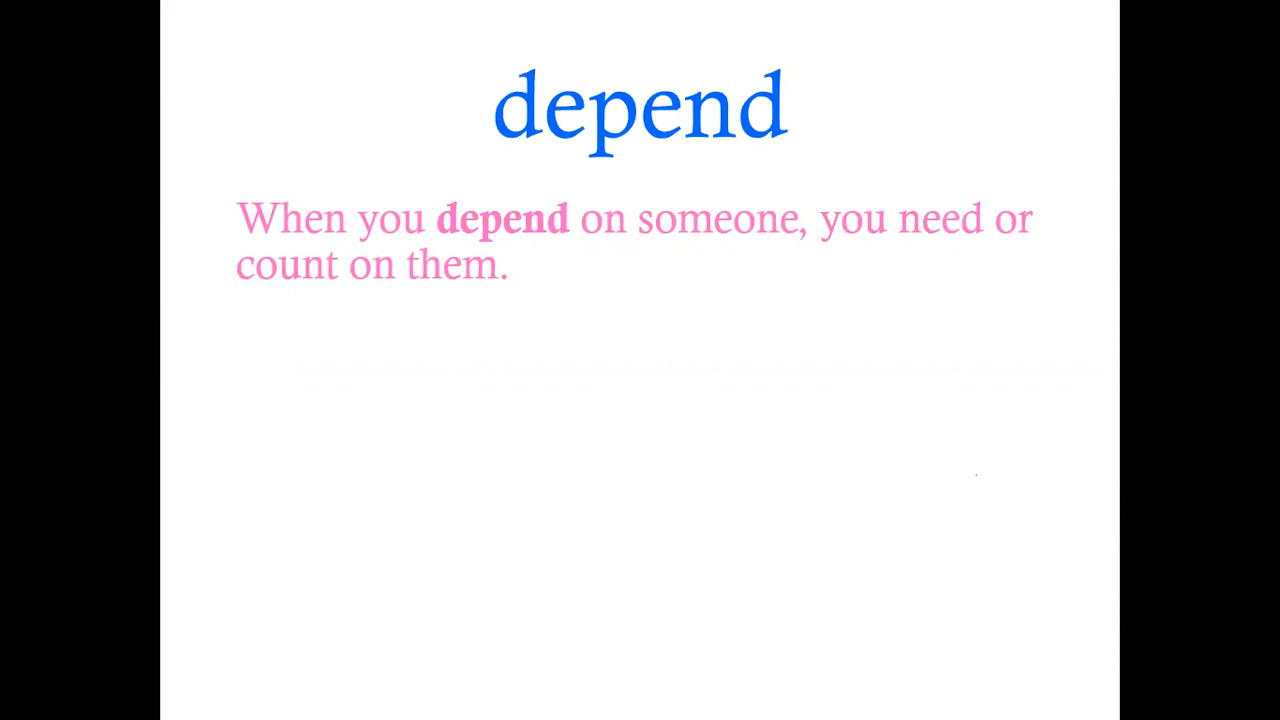 depend
When you depend on someone, you need or
count on them.